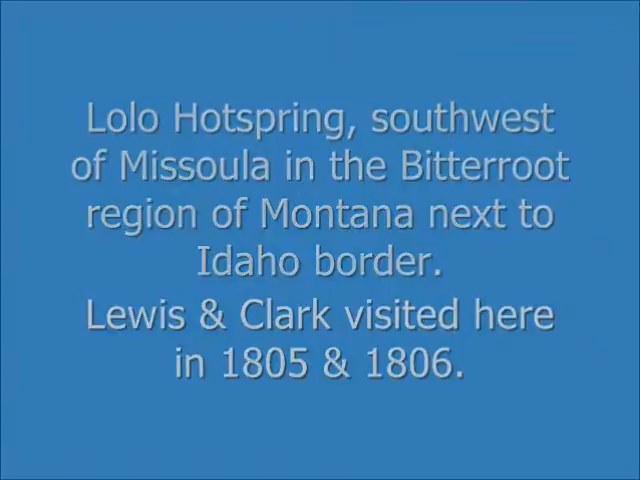 Lolo Hotspring, southwest
of Missoula in the Bitterroot
region of Montana next to
Idaho border.
Lewis & Clark visited here
in 1805 & 1806.